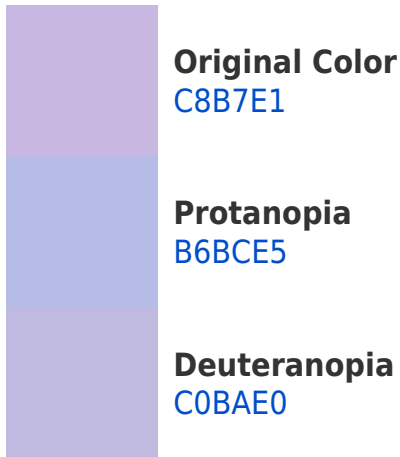 Original Color
C8B7E1
Protanopia
B6BCE5
Deuteranopia
C0BAE0